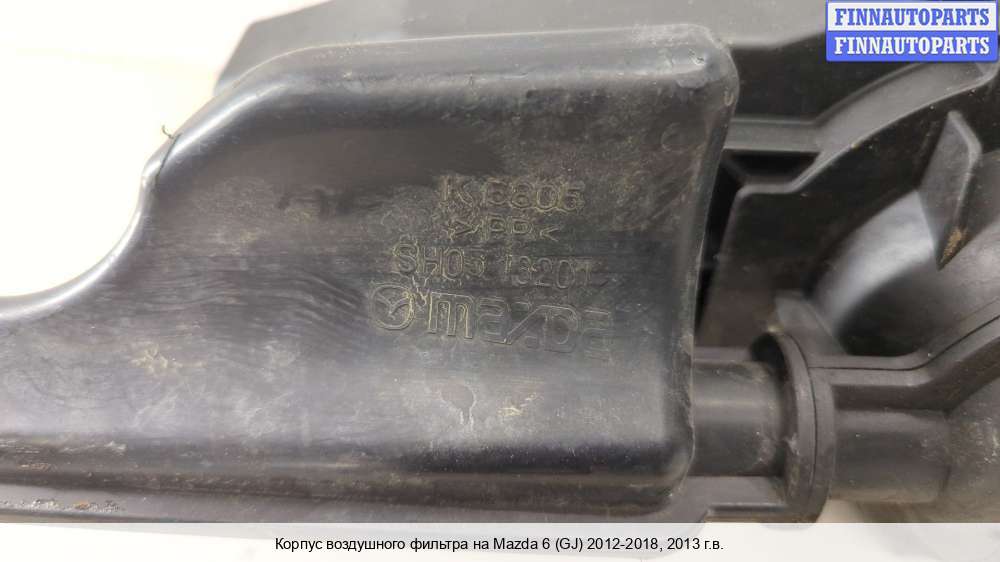 FINNAUTOPARTS
FINNAUTOPARTS
>PP<
mazda
Корпус воздушного фильтра на Mazda 6 (GJ) 2012-2018, 2013 г.в.